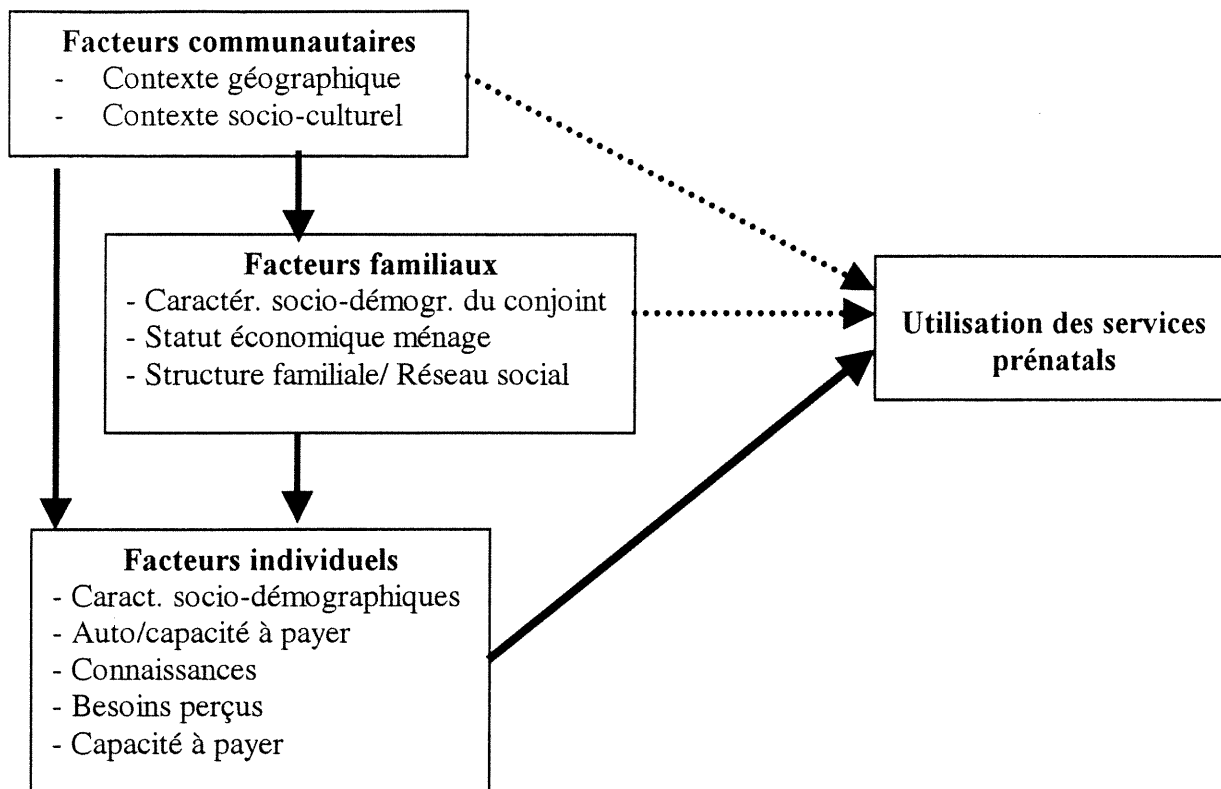 Facteurs communautaires
- Contexte géographique
- Contexte socio-culturel
Facteurs familiaux
- Caractér. socio-démogr. du conjoint
- Statut économique ménage
- Structure familiale/ Réseau social
Utilisation des services
prénatals
Facteurs individuels
- Caract. socio-démographiques
- Auto/capacité à payer
- Connaissances
- Besoins perçus
- Capacité à payer